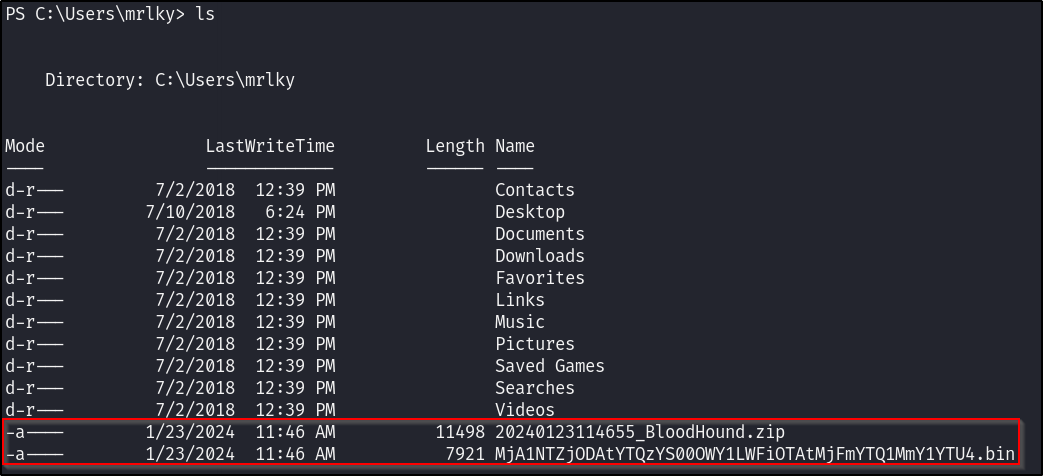 PS C:\Users\mrlky> ls
Directory: C:\Users\mrlky
Mode LastWriteTime Length Name
---- ------------- ------ ----
d-r--- 7/2/2018 12:39 PM Contacts
d-r--- 7/10/2018 6:24 PM Desktop
d-r--- 7/2/2018 12:39 PM Documents
d-r--- 7/2/2018 12:39 PM Downloads
d-r--- 7/2/2018 12:39 PM Favorites
d-r--- 7/2/2018 12:39 PM Links
d-r--- 7/2/2018 12:39 PM Music
d-r--- 7/2/2018 12:39 PM Pictures
d-r--- 7/2/2018 12:39 PM Saved Games
d-r--- 7/2/2018 12:39 PM Searches
d-r--- 7/2/2018 12:39 PM Videos
-a---- 1/23/2024 11:46 AM 11498 20240123114655_BloodHound.zip
-a---- 1/23/2024 11:46 AM 7921 MjA1NTZjODAtYTQzYS00OWY1LWFiOTAtMjFmYTQ1MmY1YTU4.bin